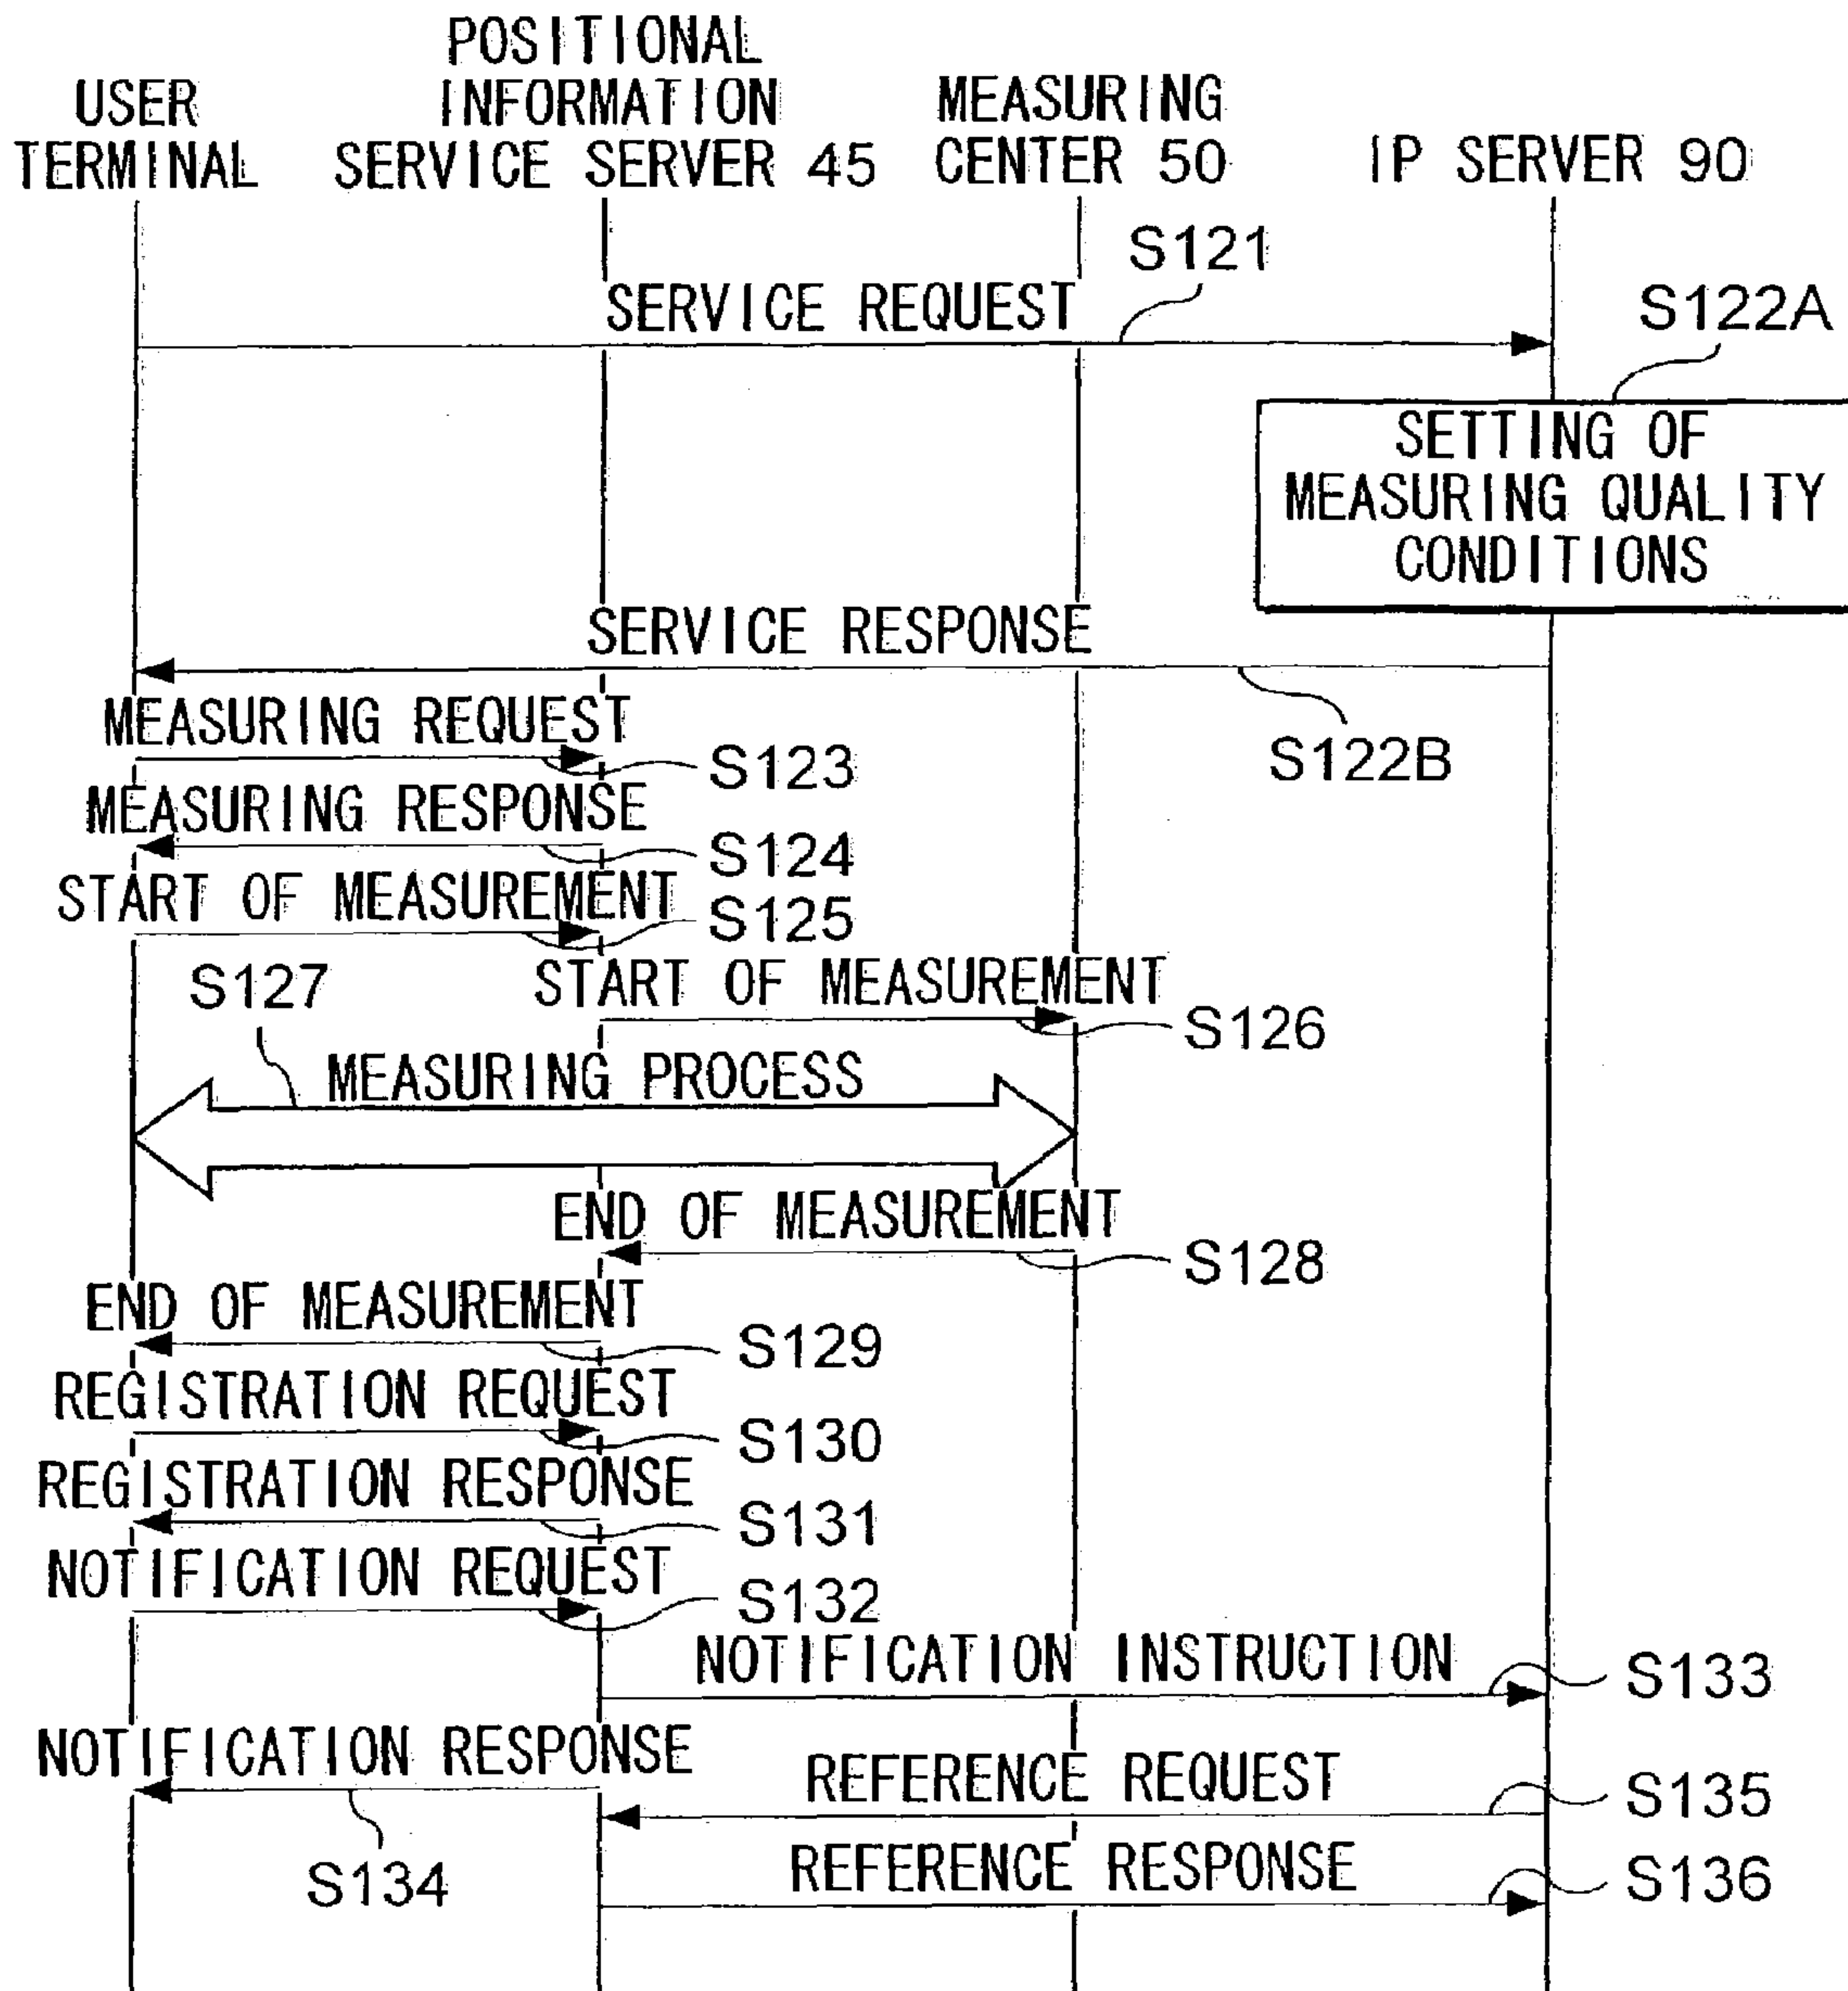 USER
TERMINAL
POSITIONAL
INFORMATION
SERVICE SERVER 45
MEASURING
CENTER 50
IP SERVER 90
S121
SERVICE REQUEST
S122A
SETTING OF
MEASURING QUALITY
CONDITIONS
SERVICE RESPONSE
S122B
MEASURING REQUEST
S123
MEASURING RESPONSE
S124
START OF MEASUREMENT
S125
S127
START OF MEASUREMENT
S126
MEASURING PROCESS
END OF MEASUREMENT
S128
END OF MEASUREMENT
S129
REGISTRATION REQUEST
S130
REGISTRATION RESPONSE
S131
NOTIFICATION REQUEST
S132
NOTIFICATION INSTRUCTION
S133
NOTIFICATION RESPONSE
S134
REFERENCE REQUEST
S135
REFERENCE RESPONSE
S136